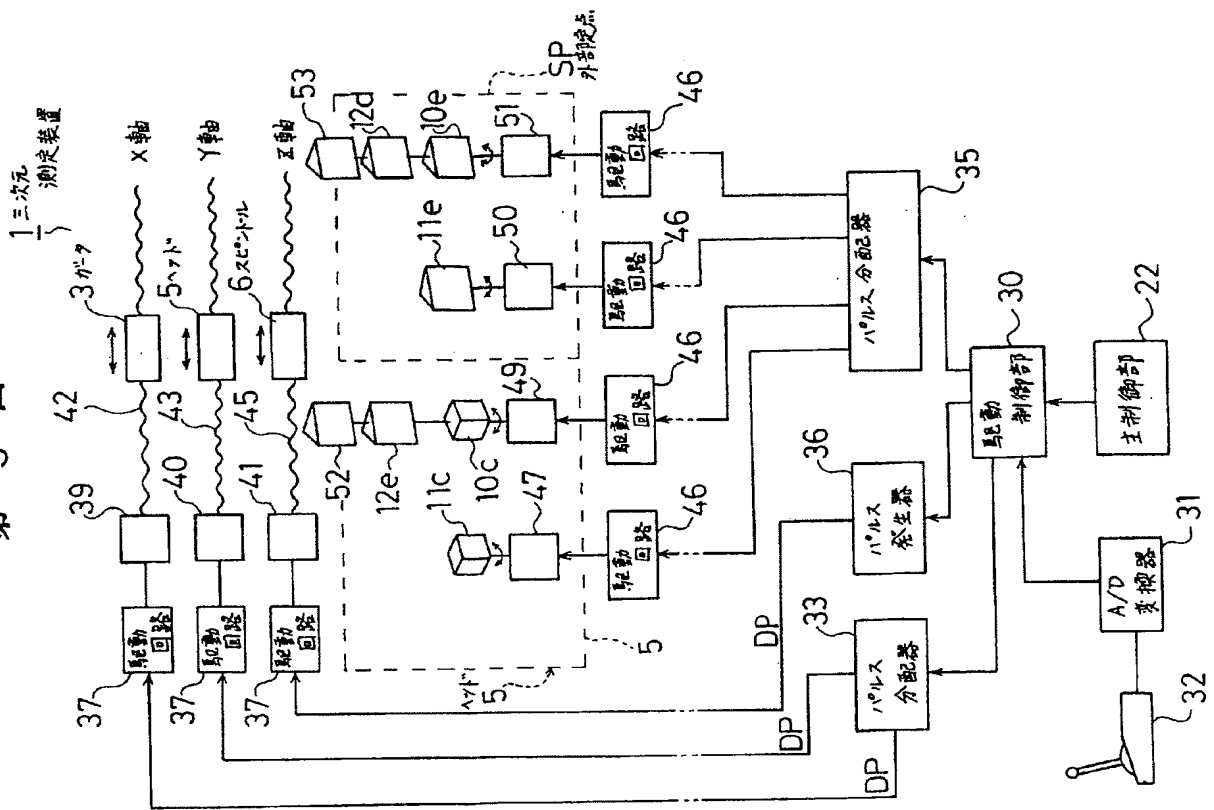 第 3 図
1 三次元
測定装置
3 ガータ
X軸
5 ヘッド
Y軸
6 スピンドル
Z軸
42
43
45
39
40
41
駆動
回路
37
駆動
回路
37
駆動
回路
37
53
12d
10e
51
SP
外部定点
11e
50
52
12e
10c
49
11c
47
ヘッド
5
5
駆動
回路
46
駆動
回路
46
駆動
回路
46
駆動
回路
46
パルス分配器
35
パルス
発生器
36
DP
パルス
分配器
33
DP
DP
駆動
制御部
30
主制御部
22
A/D
変換器
31
32